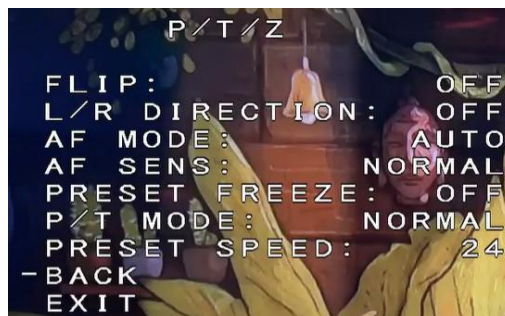 P/T/Z
FLIP: OFF
L/R DIRECTION: OFF
AF MODE: AUTO
AF SENS: NORMAL
PRESET FREEZE: OFF
P/T MODE: NORMAL
PRESET SPEED: 24
-BACK
EXIT